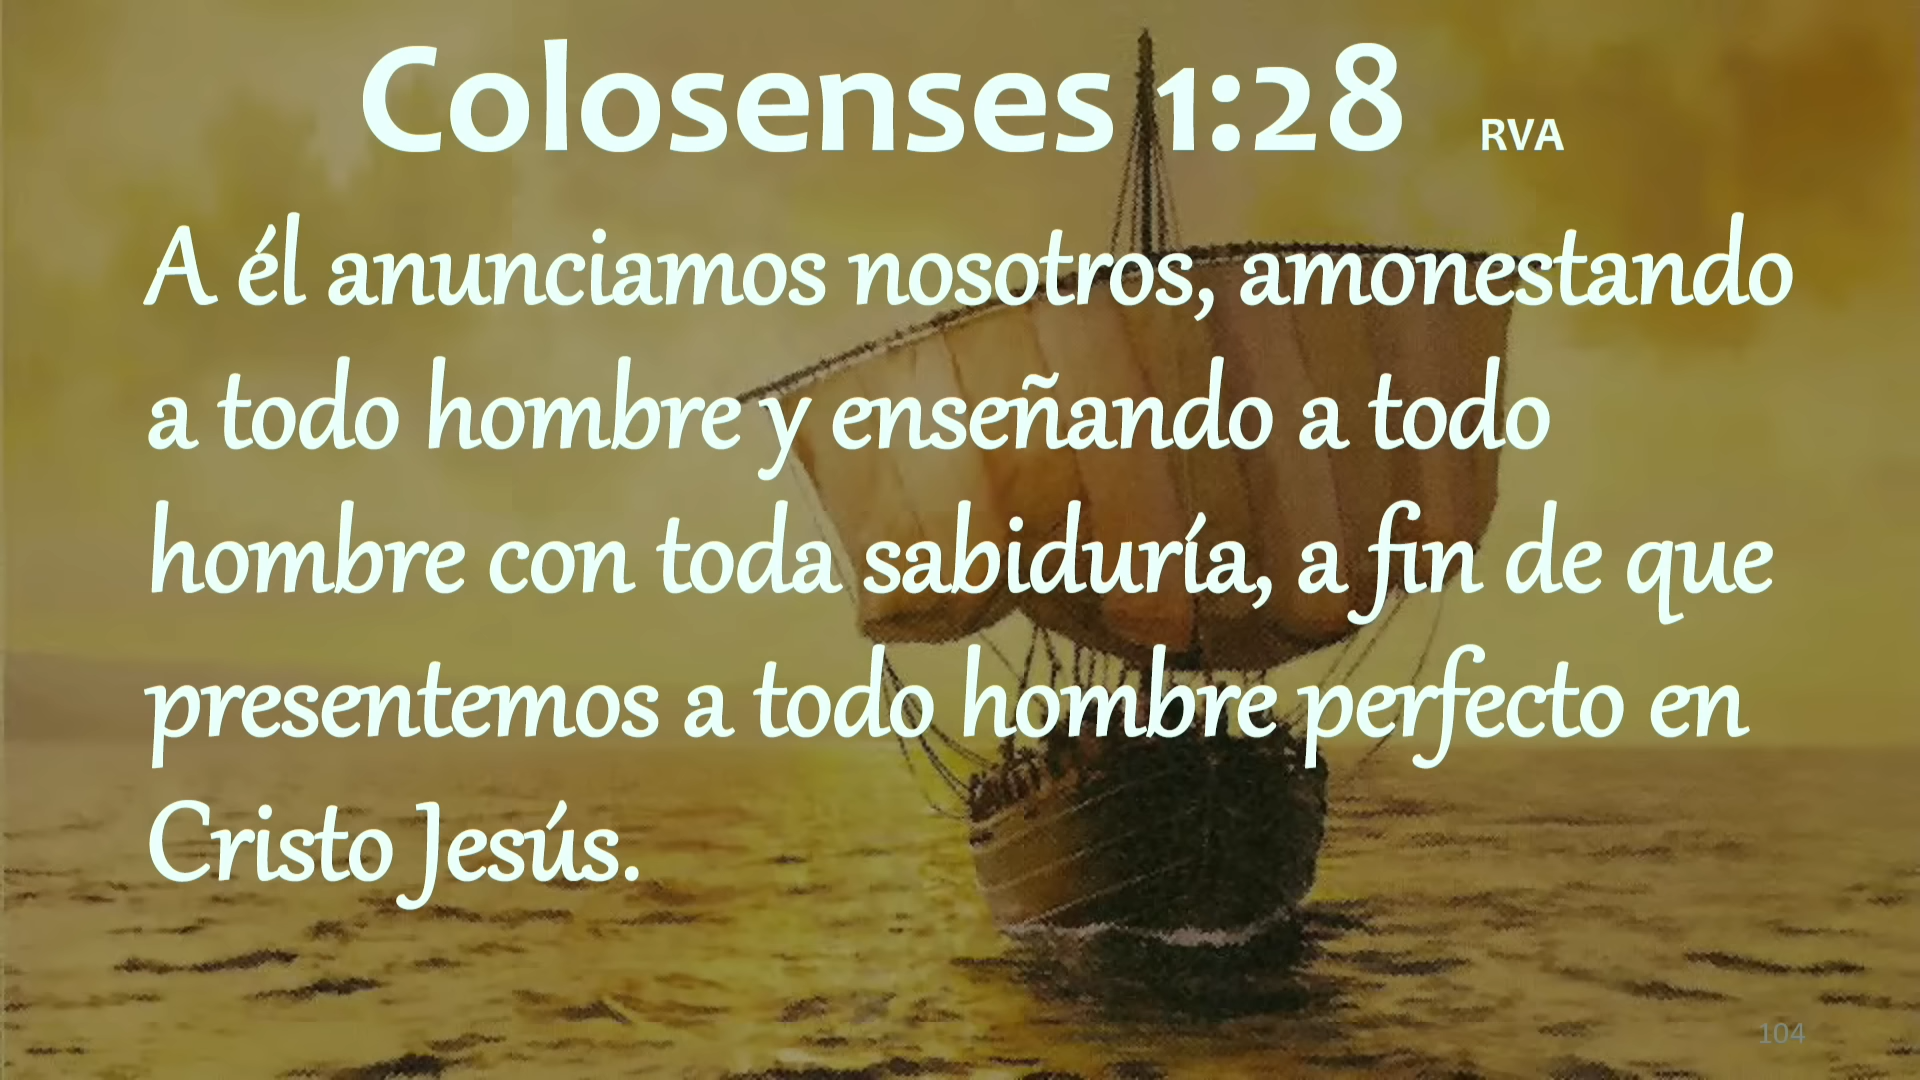 Colosenses 1:28 RVA
A él anunciamos nosotros, amonestando
a todo hombre y enseñando a todo
hombre con toda sabiduría, a fin de que
presentemos a todo hombre perfecto en
Cristo Jesús.
104